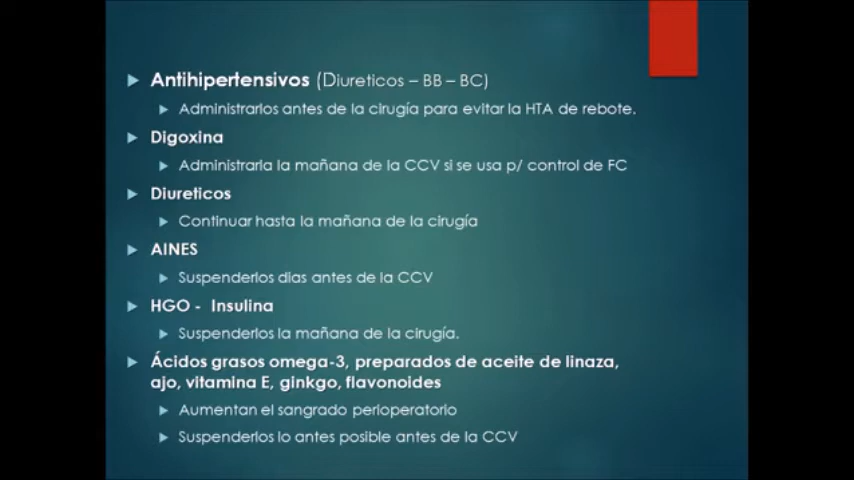 Antihipertensivos (Diureticos – BB – BC)
Administrarlos antes de la cirugía para evitar la HTA de rebote.
Digoxina
Administrarla la mañana de la CCV si se usa p/ control de FC
Diureticos
Continuar hasta la mañana de la cirugía
AINES
Suspenderlos dias antes de la CCV
HGO - Insulina
Suspenderlos la mañana de la cirugía.
Ácidos grasos omega-3, preparados de aceite de linaza,
ajo, vitamina E, ginkgo, flavonoides
Aumentan el sangrado perioperatorio
Suspenderlos lo antes posible antes de la CCV